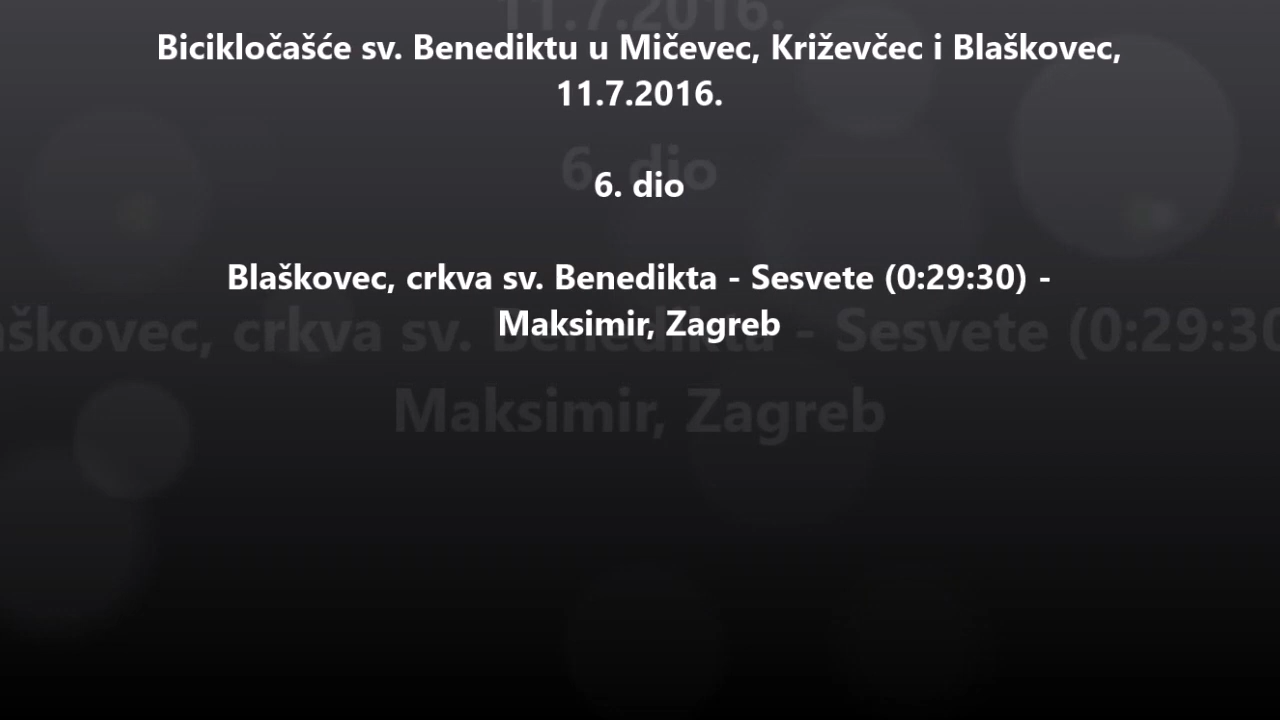 Bicikločašće sv. Benediktu u Mičevec, Križevčec i Blaškovec,
11.7.2016.
6. dio
Blaškovec, crkva sv. Benedikta - Sesvete (0:29:30) -
Maksimir, Zagreb